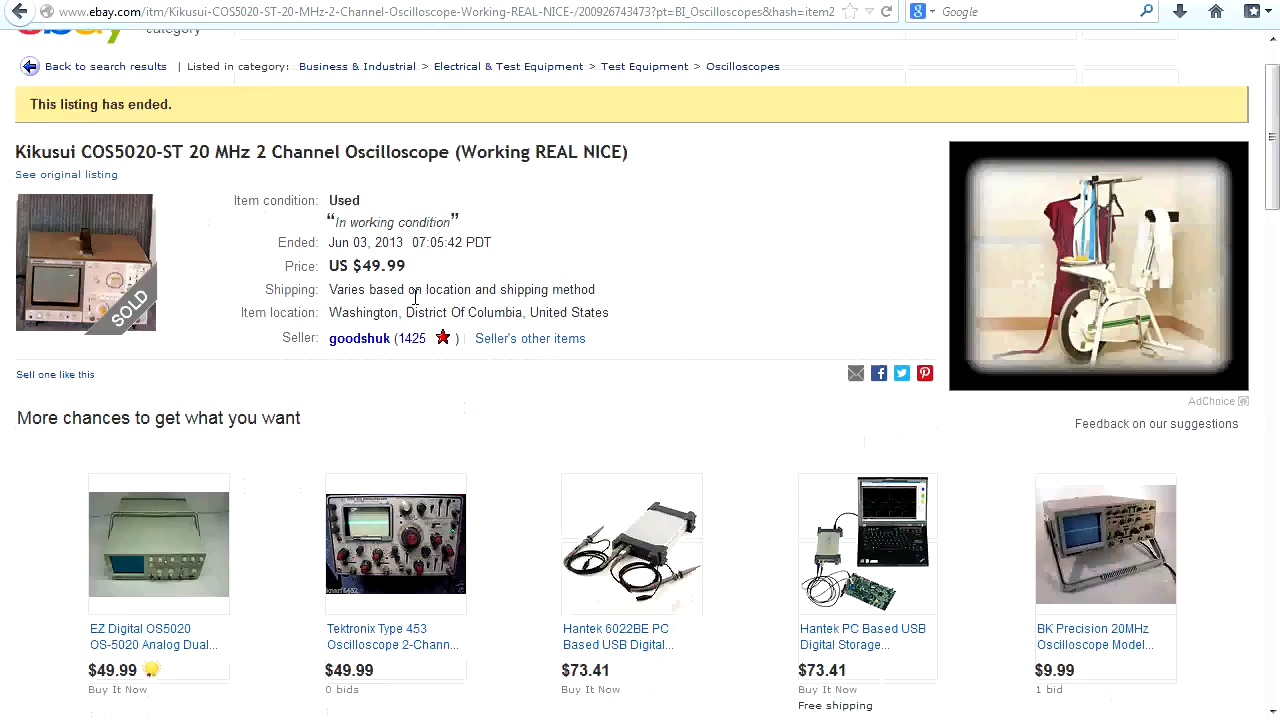 www.ebay.com/itm/Kikusui-COS5020-ST-20-MHz-2-Channel-Oscilloscope-Working-REAL-NICE-/200926743473?pt=BI_Oscilloscopes&hash=item2
Google
ebay category
Back to search results | Listed in category: Business & Industrial > Electrical & Test Equipment > Test Equipment > Oscilloscopes
This listing has ended.
Kikusui COS5020-ST 20 MHz 2 Channel Oscilloscope (Working REAL NICE)
See original listing
SOLD
Item condition: Used
“In working condition”
Ended: Jun 03, 2013 07:05:42 PDT
Price: US $49.99
Shipping: Varies based on location and shipping method
Item location: Washington, District Of Columbia, United States
Seller: goodshuk (1425 ) | Seller's other items
Sell one like this
AdChoice
More chances to get what you want
Feedback on our suggestions
EZ Digital OS5020
OS-5020 Analog Dual...
$49.99
Buy It Now
Tektronix Type 453
Oscilloscope 2-Chann...
$49.99
0 bids
Hantek 6022BE PC
Based USB Digital...
$73.41
Buy It Now
Hantek PC Based USB
Digital Storage...
$73.41
Buy It Now
Free shipping
BK Precision 20MHz
Oscilloscope Model...
$9.99
1 bid